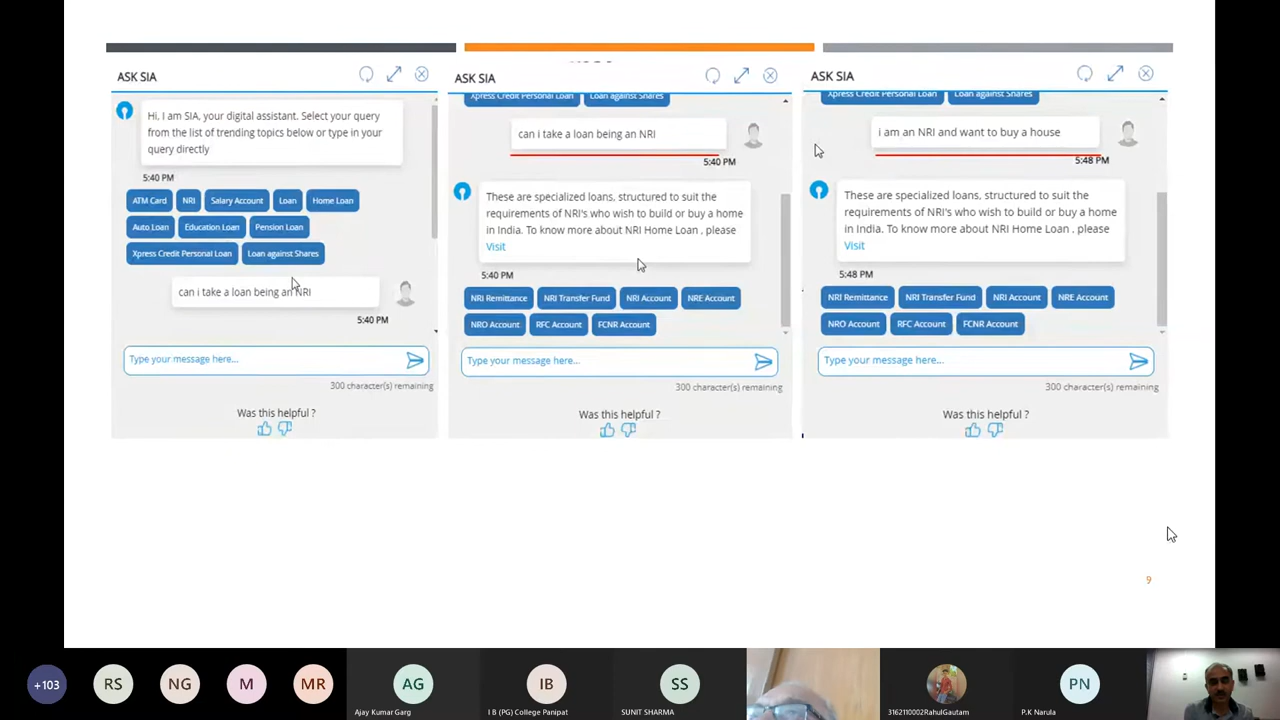 ASK SIA
Hi, I am SIA, your digital assistant. Select your query
from the list of trending topics below or type in your
query directly
5:40 PM
ATM Card NRI Salary Account Loan Home Loan
Auto Loan Education Loan Pension Loan
Xpress Credit Personal Loan Loan against Shares
can i take a loan being an NRI
5:40 PM
Type your message here...
300 character(s) remaining
Was this helpful ?
ASK SIA
Xpress Credit Personal Loan Loan against Shares
can i take a loan being an NRI
5:40 PM
These are specialized loans, structured to suit the
requirements of NRI's who wish to build or buy a home
in India. To know more about NRI Home Loan , please
Visit
5:40 PM
NRI Remittance NRI Transfer Fund NRI Account NRE Account
NRO Account RFC Account FCNR Account
Type your message here...
300 character(s) remaining
Was this helpful ?
ASK SIA
Xpress Credit Personal Loan Loan against Shares
i am an NRI and want to buy a house
5:48 PM
These are specialized loans, structured to suit the
requirements of NRI's who wish to build or buy a home
in India. To know more about NRI Home Loan , please
Visit
5:48 PM
NRI Remittance NRI Transfer Fund NRI Account NRE Account
NRO Account RFC Account FCNR Account
Type your message here...
300 character(s) remaining
Was this helpful ?
9
+103 RS NG M MR AG IB SS PN
Ajay Kumar Garg I B (PG) College Panipat SUNIT SHARMA 3162110002RahulGautam P.K Narula